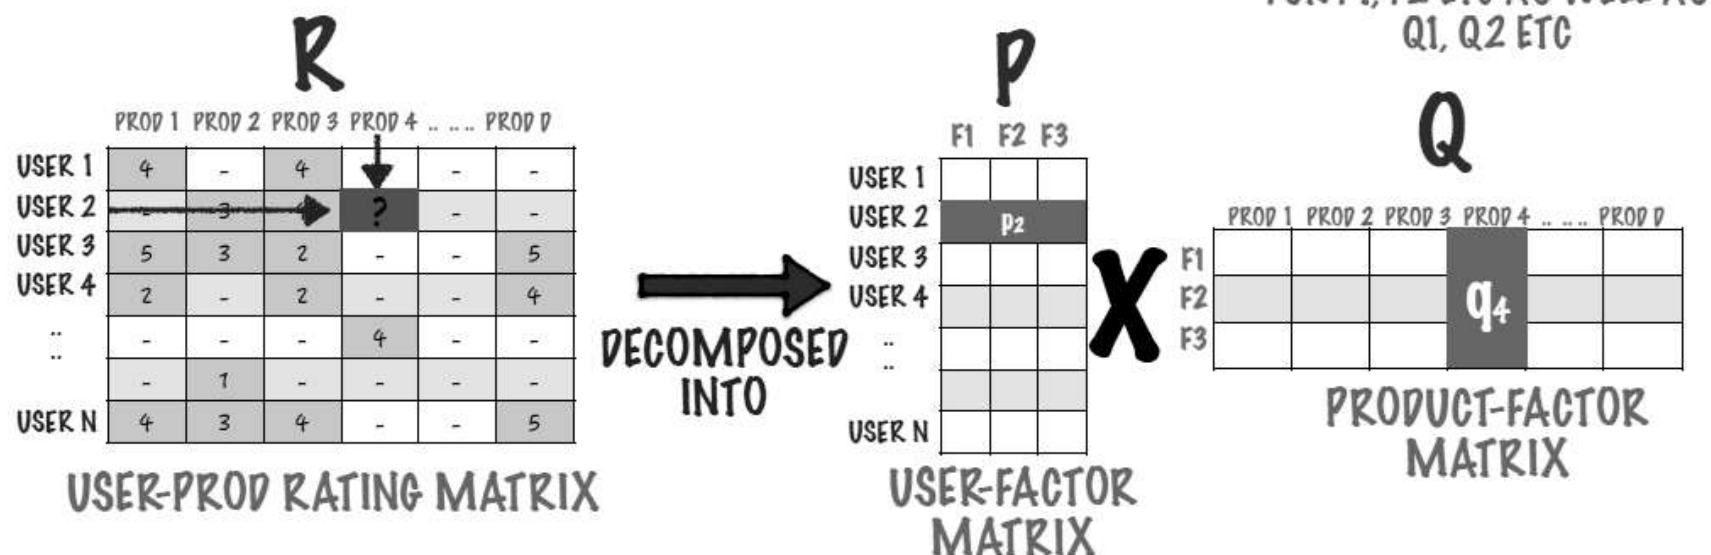 Q1, Q2 ETC
R
P
Q
PROD 1 PROD 2 PROD 3 PROD 4 .. .. .. PROD D
USER 1 4 - 4 - -
USER 2 - 3 ? - -
USER 3 5 3 2 - - 5
USER 4 2 - 2 - - 4
:: - - - 4 - -
- 1 - - - -
USER N 4 3 4 - - 5
USER-PROD RATING MATRIX
DECOMPOSED
INTO
F1 F2 F3
USER 1
USER 2 p2
USER 3
USER 4
..
..
USER N
USER-FACTOR
MATRIX
X
PROD 1 PROD 2 PROD 3 PROD 4 .. .. .. PROD D
F1
F2 q4
F3
PRODUCT-FACTOR
MATRIX